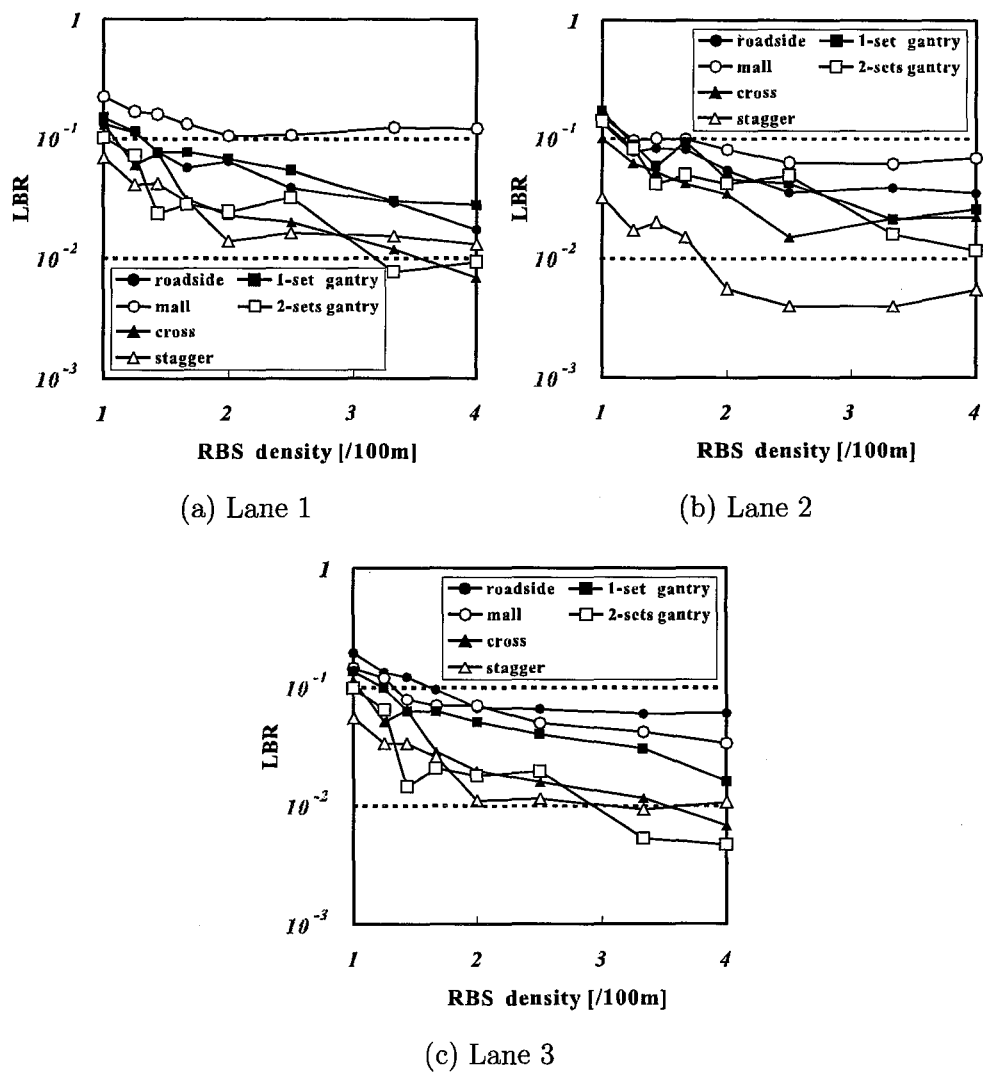 1
10⁻¹
10⁻²
10⁻³
LBR
roadside 1-set gantry
mall 2-sets gantry
cross
stagger
1 2 3 4
RBS density [/100m]
(a) Lane 1
1
10⁻¹
10⁻²
10⁻³
LBR
roadside 1-set gantry
mall 2-sets gantry
cross
stagger
1 2 3 4
RBS density [/100m]
(b) Lane 2
1
10⁻¹
10⁻²
10⁻³
LBR
roadside 1-set gantry
mall 2-sets gantry
cross
stagger
1 2 3 4
RBS density [/100m]
(c) Lane 3